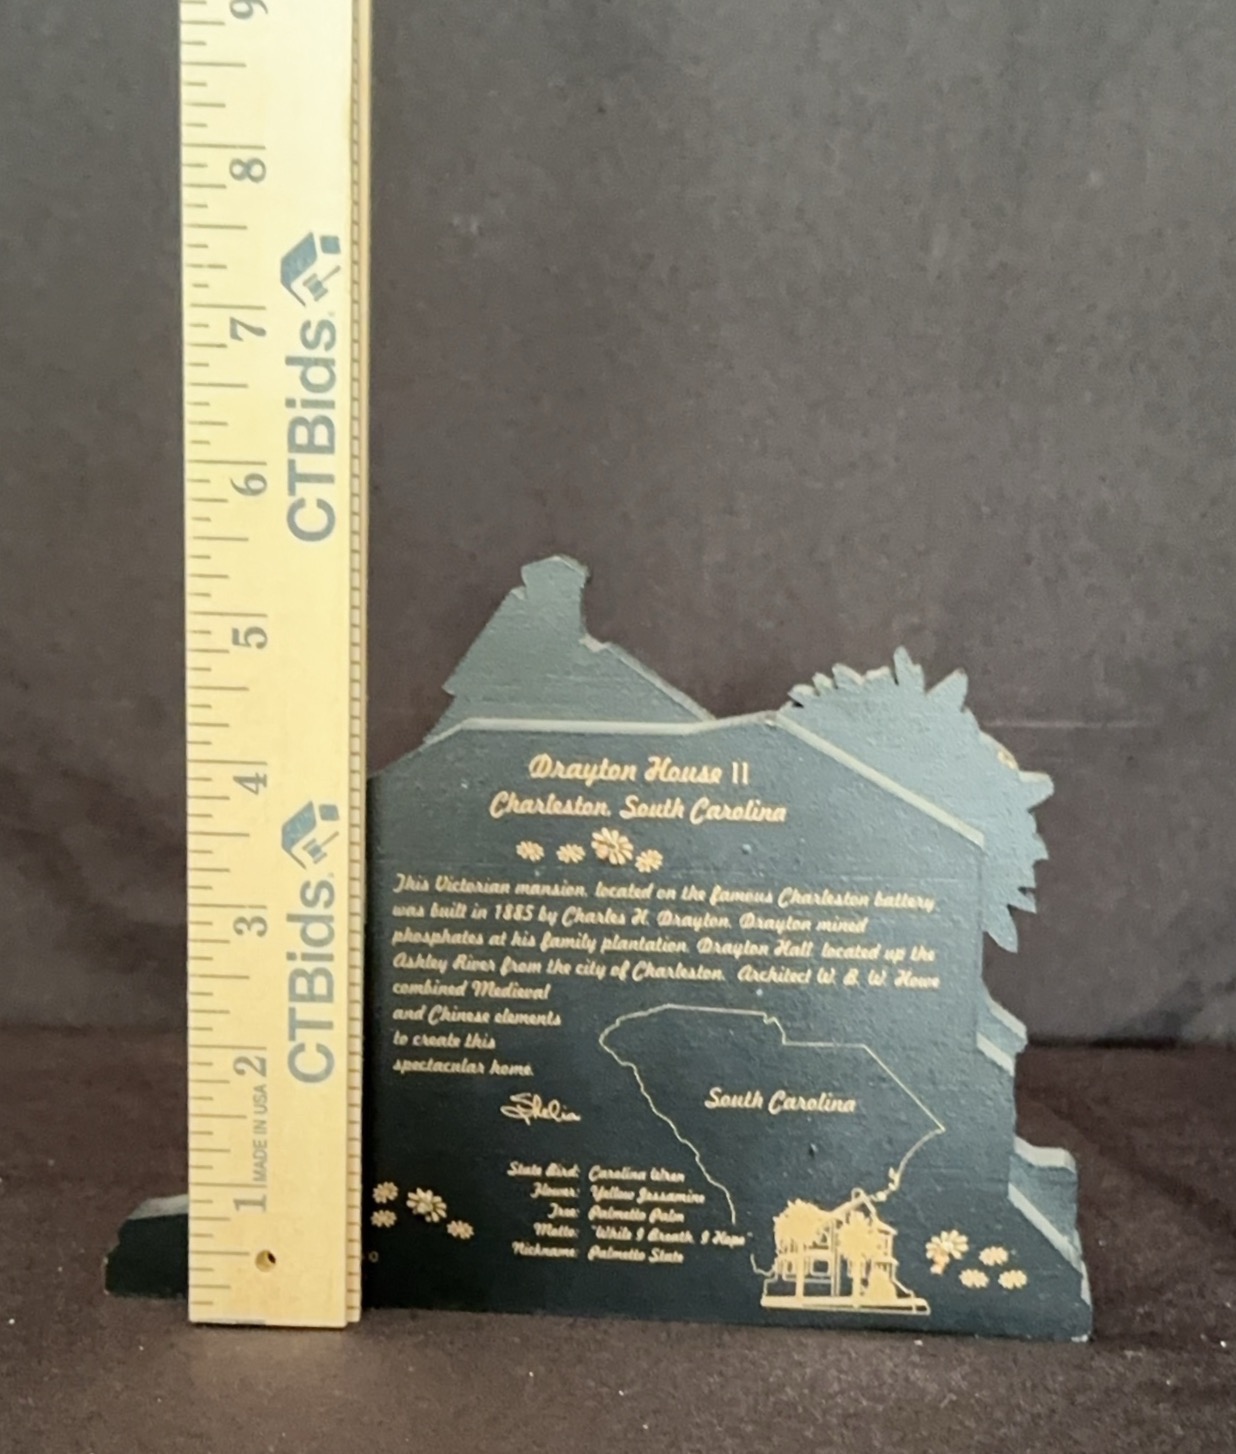 9
8
7
6
5
4
3
2
1
MADE IN USA
CTBids.
CTBids.
Drayton House II
Charleston, South Carolina
This Victorian mansion, located on the famous Charleston battery
was built in 1885 by Charles H. Drayton. Drayton mined
phosphates at his family plantation, Drayton Hall, located up the
Ashley River from the city of Charleston. Architect W. B. W. Howe
combined Medieval
and Chinese elements
to create this
spectacular home.
Shelia
South Carolina
State Bird: Carolina Wren
Flower: Yellow Jessamine
Tree: Palmetto Palm
Motto: "While I Breath, I Hope"
Nickname: Palmetto State